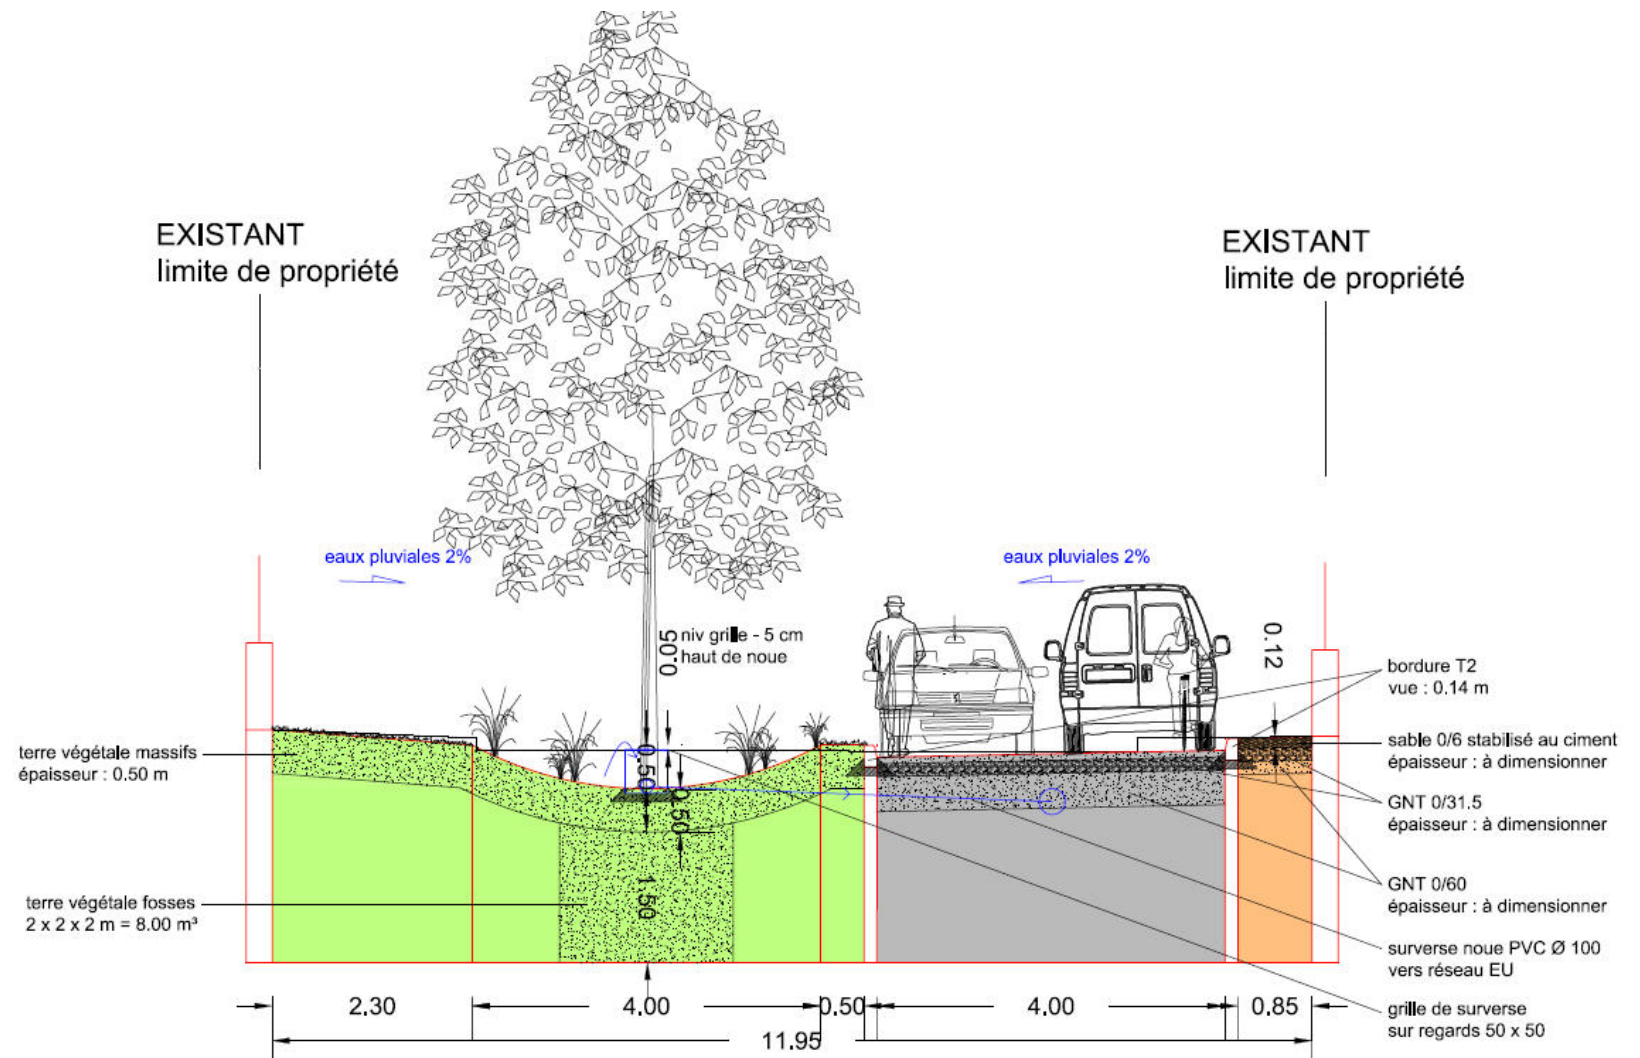 EXISTANT
limite de propriété
EXISTANT
limite de propriété
eaux pluviales 2%
eaux pluviales 2%
0.05
niv grille - 5 cm
haut de noue
0.12
bordure T2
vue : 0.14 m
terre végétale massifs
épaisseur : 0.50 m
0.50
0.50
sable 0/6 stabilisé au ciment
épaisseur : à dimensionner
GNT 0/31.5
épaisseur : à dimensionner
terre végétale fosses
2 x 2 x 2 m = 8.00 m³
1.50
GNT 0/60
épaisseur : à dimensionner
surverse noue PVC Ø 100
vers réseau EU
grille de surverse
sur regards 50 x 50
2.30
4.00
0.50
4.00
0.85
11.95